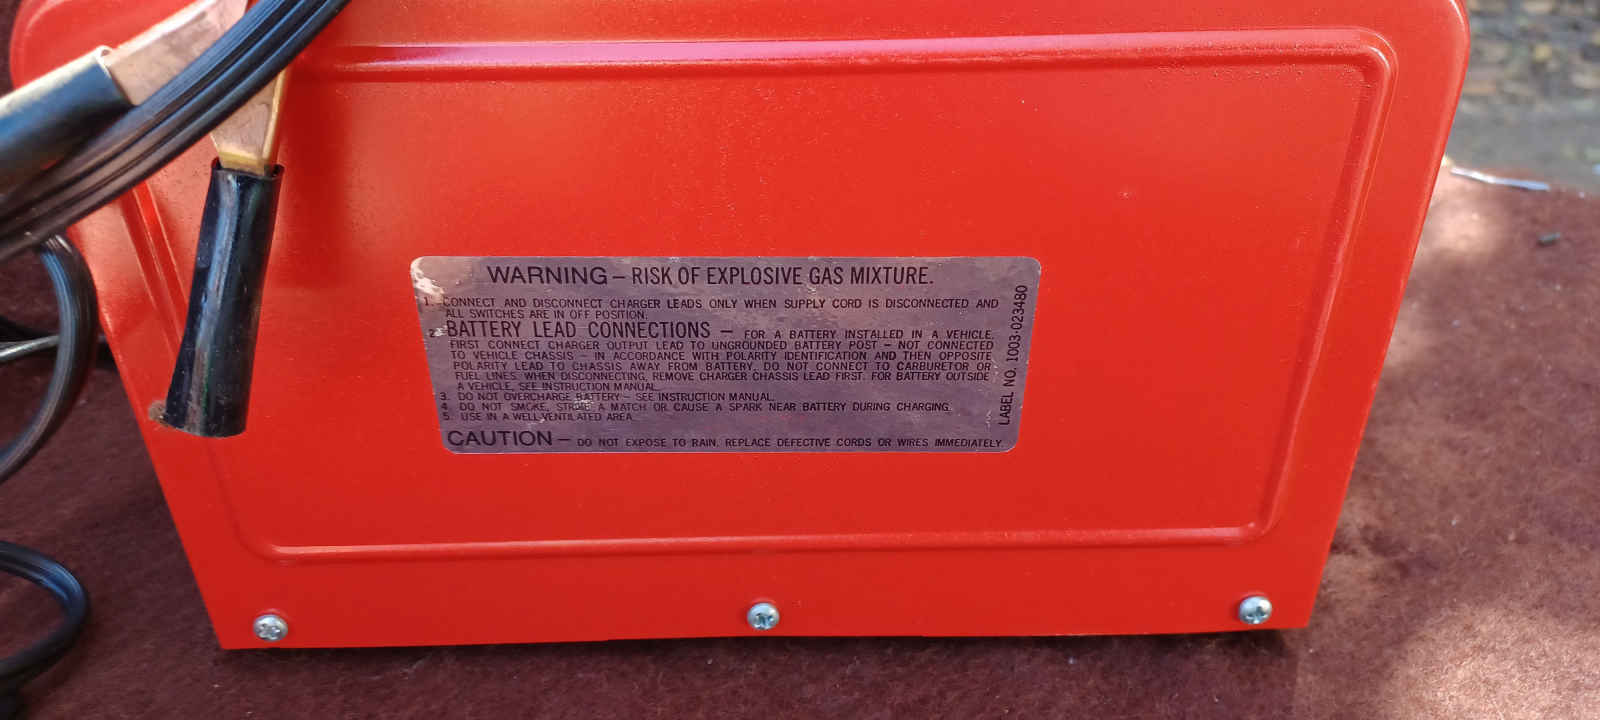 WARNING – RISK OF EXPLOSIVE GAS MIXTURE.
1. CONNECT AND DISCONNECT CHARGER LEADS ONLY WHEN SUPPLY CORD IS DISCONNECTED AND
ALL SWITCHES ARE IN OFF POSITION.
2. BATTERY LEAD CONNECTIONS – FOR A BATTERY INSTALLED IN A VEHICLE,
FIRST CONNECT CHARGER OUTPUT LEAD TO UNGROUNDED BATTERY POST – NOT CONNECTED
TO VEHICLE CHASSIS – IN ACCORDANCE WITH POLARITY IDENTIFICATION AND THEN OPPOSITE
POLARITY LEAD TO CHASSIS AWAY FROM BATTERY, DO NOT CONNECT TO CARBURETOR OR
FUEL LINES. WHEN DISCONNECTING, REMOVE CHARGER CHASSIS LEAD FIRST. FOR BATTERY OUTSIDE
A VEHICLE, SEE INSTRUCTION MANUAL.
3. DO NOT OVERCHARGE BATTERY – SEE INSTRUCTION MANUAL.
4. DO NOT SMOKE, STRIKE A MATCH OR CAUSE A SPARK NEAR BATTERY DURING CHARGING.
5. USE IN A WELL-VENTILATED AREA.
CAUTION – DO NOT EXPOSE TO RAIN. REPLACE DEFECTIVE CORDS OR WIRES IMMEDIATELY.
LABEL NO. 1003-023480